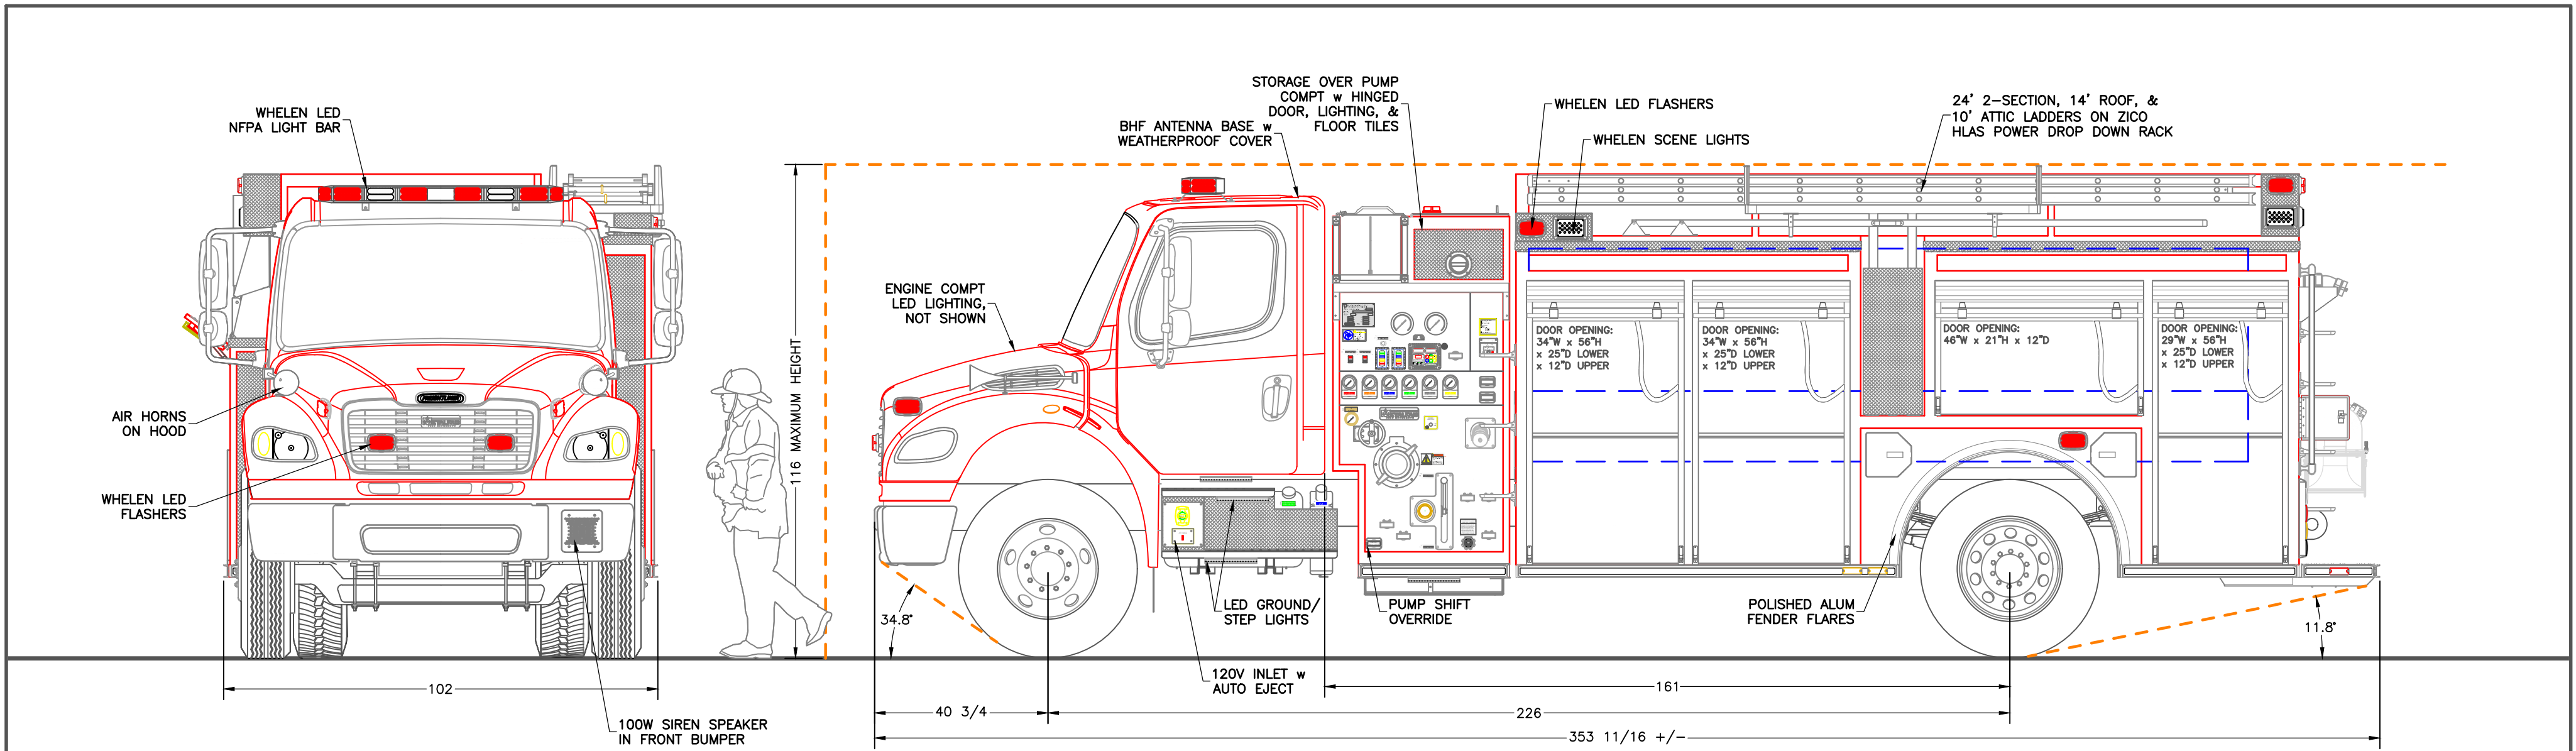 WHELEN LED
NFPA LIGHT BAR
AIR HORNS
ON HOOD
WHELEN LED
FLASHERS
102
100W SIREN SPEAKER
IN FRONT BUMPER
116 MAXIMUM HEIGHT
ENGINE COMPT
LED LIGHTING,
NOT SHOWN
BHF ANTENNA BASE w
WEATHERPROOF COVER
STORAGE OVER PUMP
COMPT w HINGED
DOOR, LIGHTING, &
FLOOR TILES
WHELEN LED FLASHERS
WHELEN SCENE LIGHTS
24' 2-SECTION, 14' ROOF, &
10' ATTIC LADDERS ON ZICO
HLAS POWER DROP DOWN RACK
DOOR OPENING:
34"W x 56"H
x 25"D LOWER
x 12"D UPPER
DOOR OPENING:
34"W x 56"H
x 25"D LOWER
x 12"D UPPER
DOOR OPENING:
46"W x 21"H x 12"D
DOOR OPENING:
29"W x 56"H
x 25"D LOWER
x 12"D UPPER
34.8°
LED GROUND/
STEP LIGHTS
120V INLET w
AUTO EJECT
PUMP SHIFT
OVERRIDE
POLISHED ALUM
FENDER FLARES
11.8°
161
40 3/4
226
353 11/16 +/-